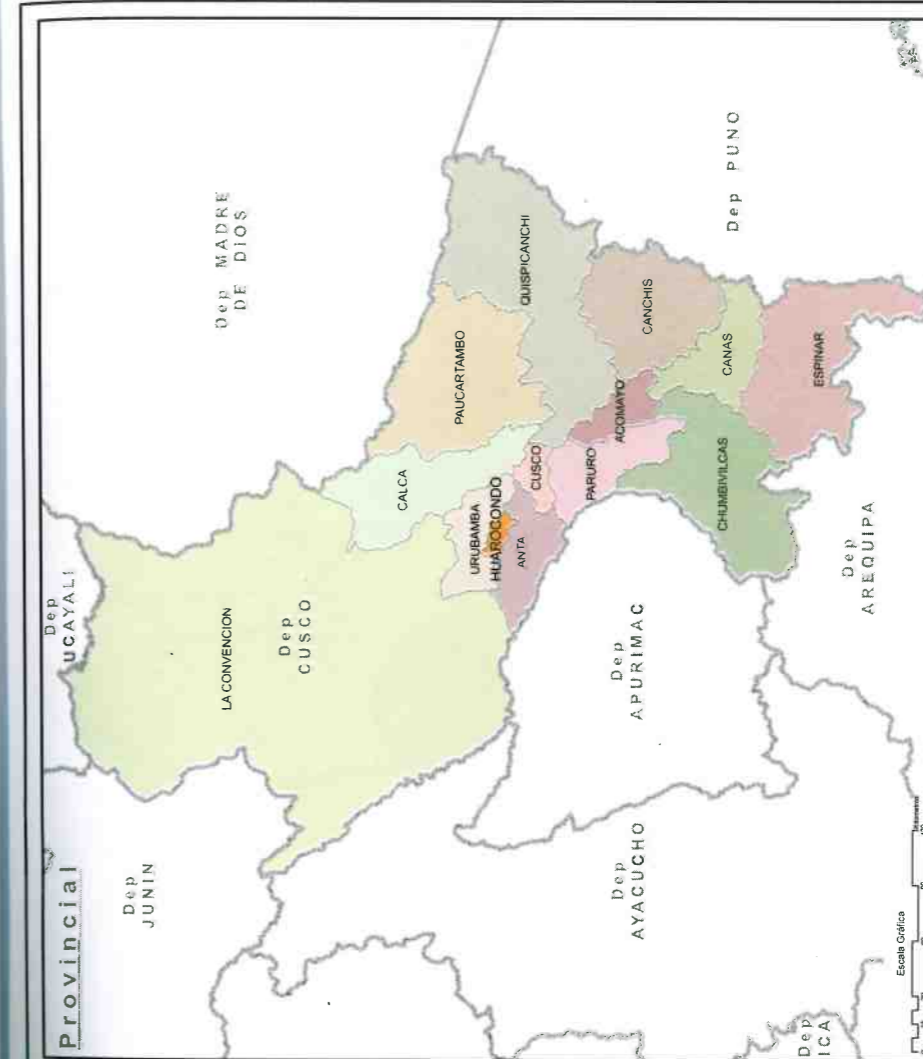 Provincial
Dep
UCAYALI
Dep
JUNIN
Dep MADRE
DE DIOS
LA CONVENCION
Dep
CUSCO
CALCA
PAUCARTAMBO
QUISPICANCHI
URUBAMBA
HUAROCONDO
ANTA
CUSCO
PARURO
ACOMAYO
CANCHIS
CANAS
CHUMBIVILCAS
ESPINAR
Dep PUNO
Dep
APURIMAC
Dep
AYACUCHO
Dep
AREQUIPA
Dep
ICA
Escala Gráfica